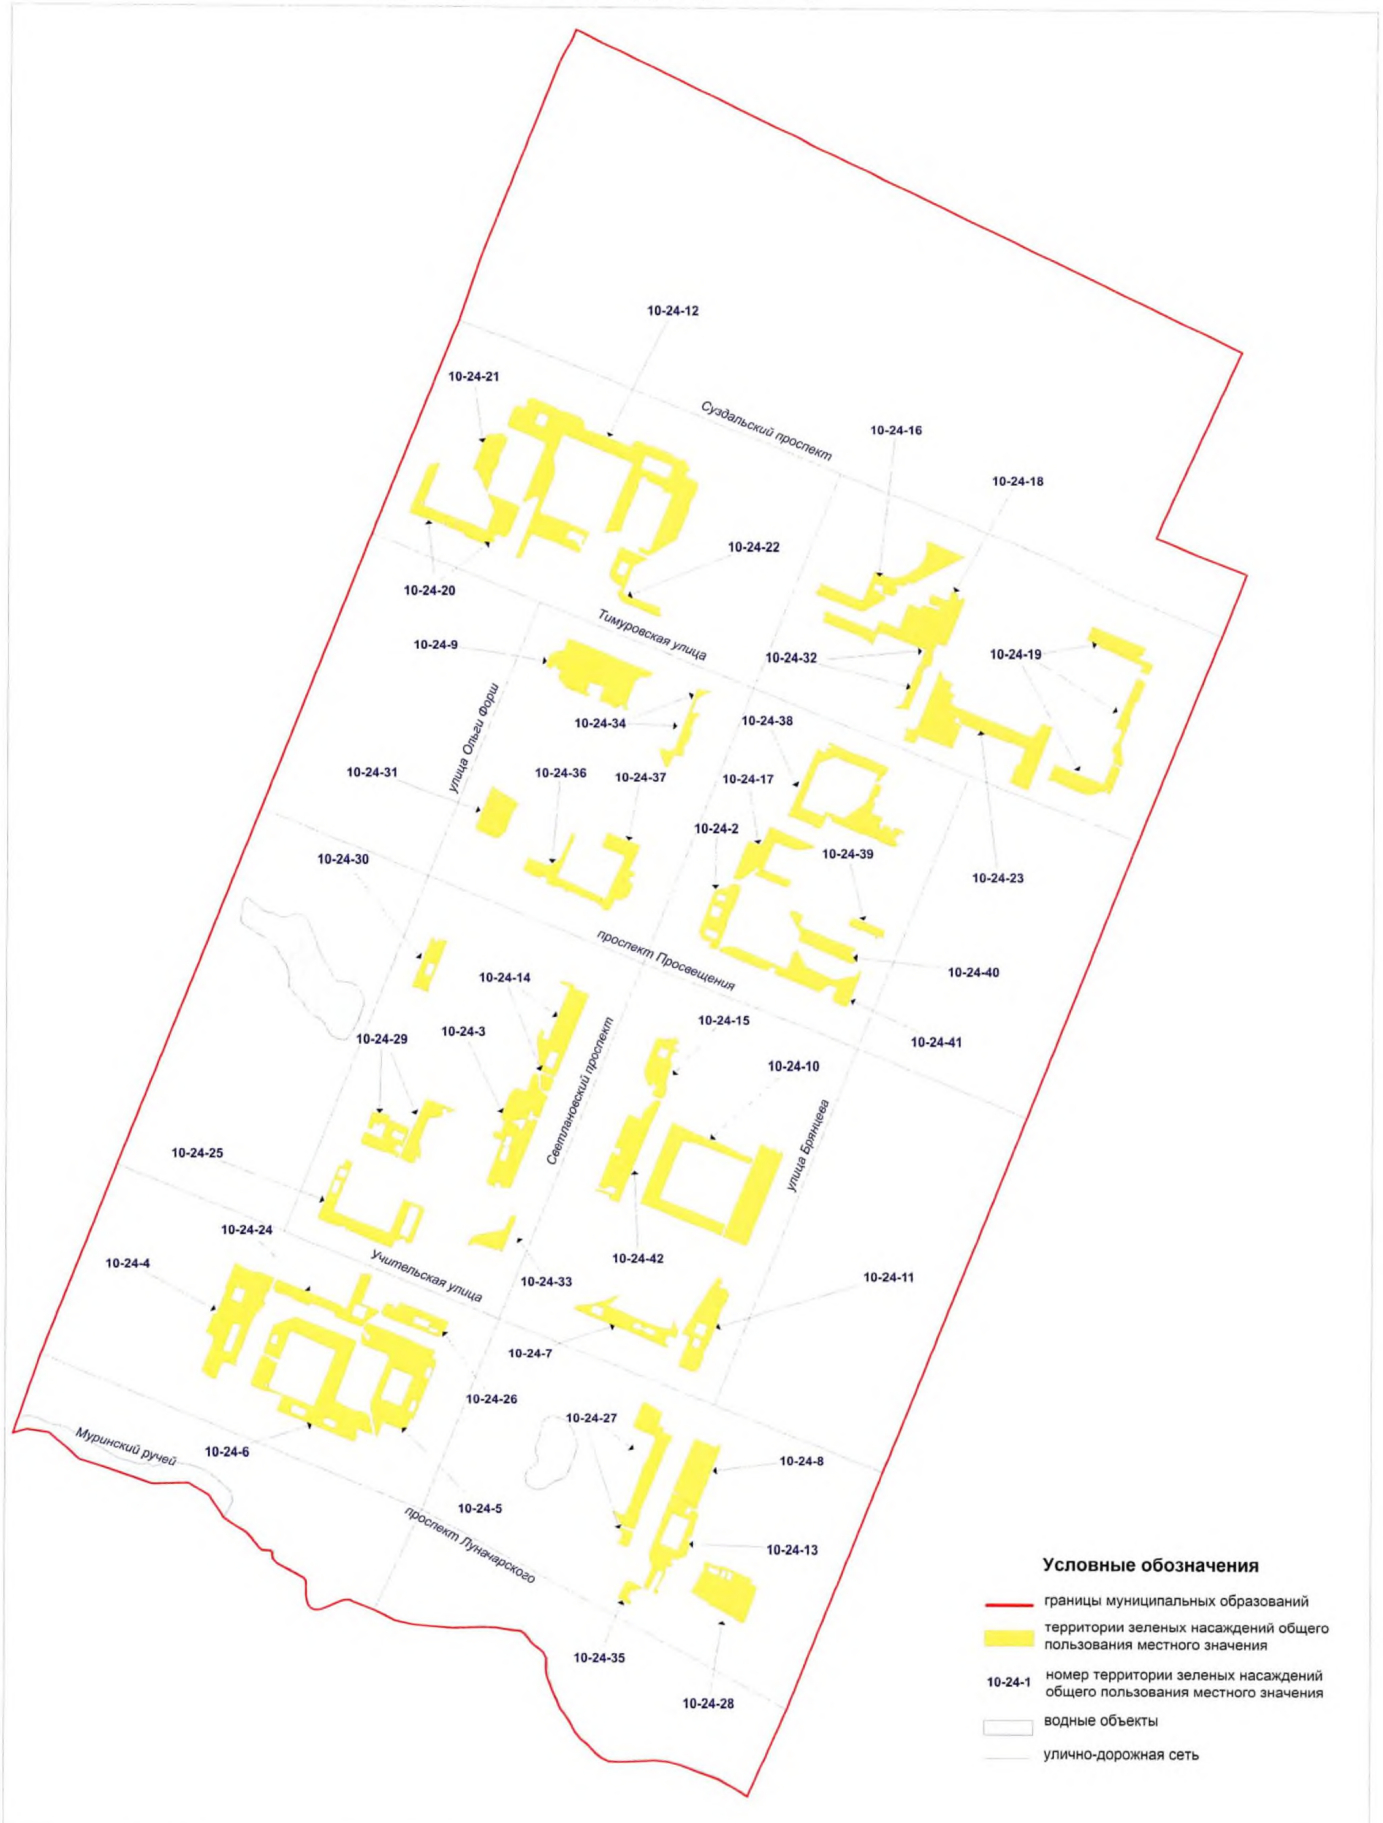 10-24-12
10-24-21
Суздальский проспект
10-24-16
10-24-18
10-24-22
10-24-20
Тимуровская улица
10-24-9
10-24-32
10-24-19
улица Ольги Форш
10-24-34
10-24-38
10-24-31
10-24-36
10-24-37
10-24-17
10-24-2
10-24-39
10-24-30
10-24-23
проспект Просвещения
10-24-14
10-24-40
10-24-3
10-24-15
10-24-29
10-24-41
10-24-10
Светлановский проспект
улица Брянцева
10-24-25
10-24-24
10-24-4
Учительская улица
10-24-33
10-24-42
10-24-11
10-24-7
10-24-26
10-24-27
Муринский ручей
10-24-6
10-24-8
10-24-5
проспект Луначарского
10-24-13
10-24-35
10-24-28
Условные обозначения
границы муниципальных образований
территории зеленых насаждений общего
пользования местного значения
10-24-1 номер территории зеленых насаждений
общего пользования местного значения
водные объекты
улично-дорожная сеть